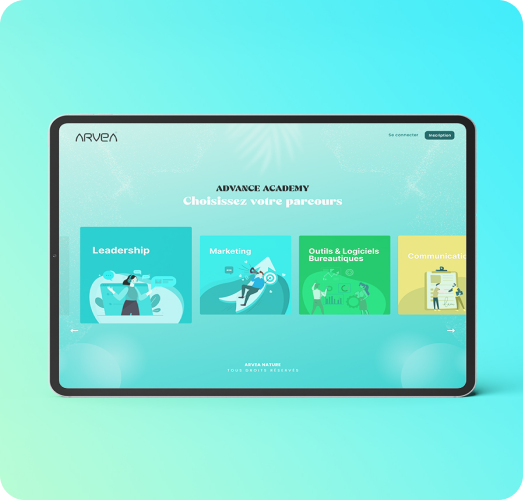 ARVEA
Se connecter
Inscription
ADVANCE ACADEMY
Choisissez votre parcours
Leadership
Marketing
Outils & Logiciels
Bureautiques
Communicatio
ARVEA NATURE
TOUS DROITS RÉSERVÉS